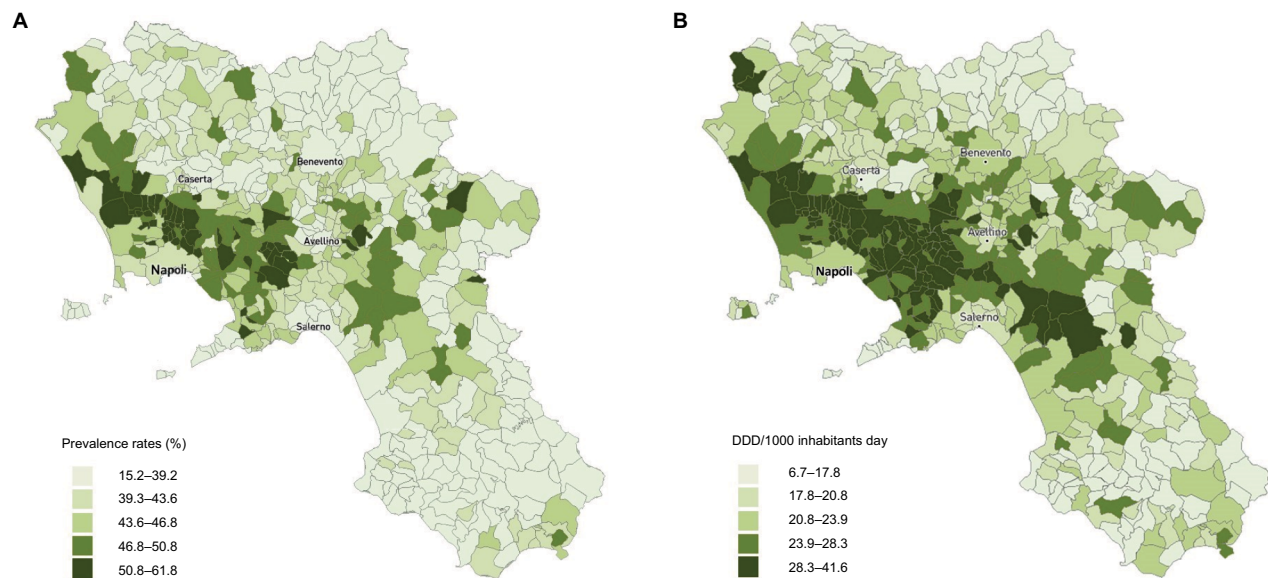 A
Benevento
Caserta
Avellino
Napoli
Salerno
Prevalence rates (%)
15.2–39.2
39.3–43.6
43.6–46.8
46.8–50.8
50.8–61.8
B
Benevento
Caserta
Avellino
Napoli
Salerno
DDD/1000 inhabitants day
6.7–17.8
17.8–20.8
20.8–23.9
23.9–28.3
28.3–41.6